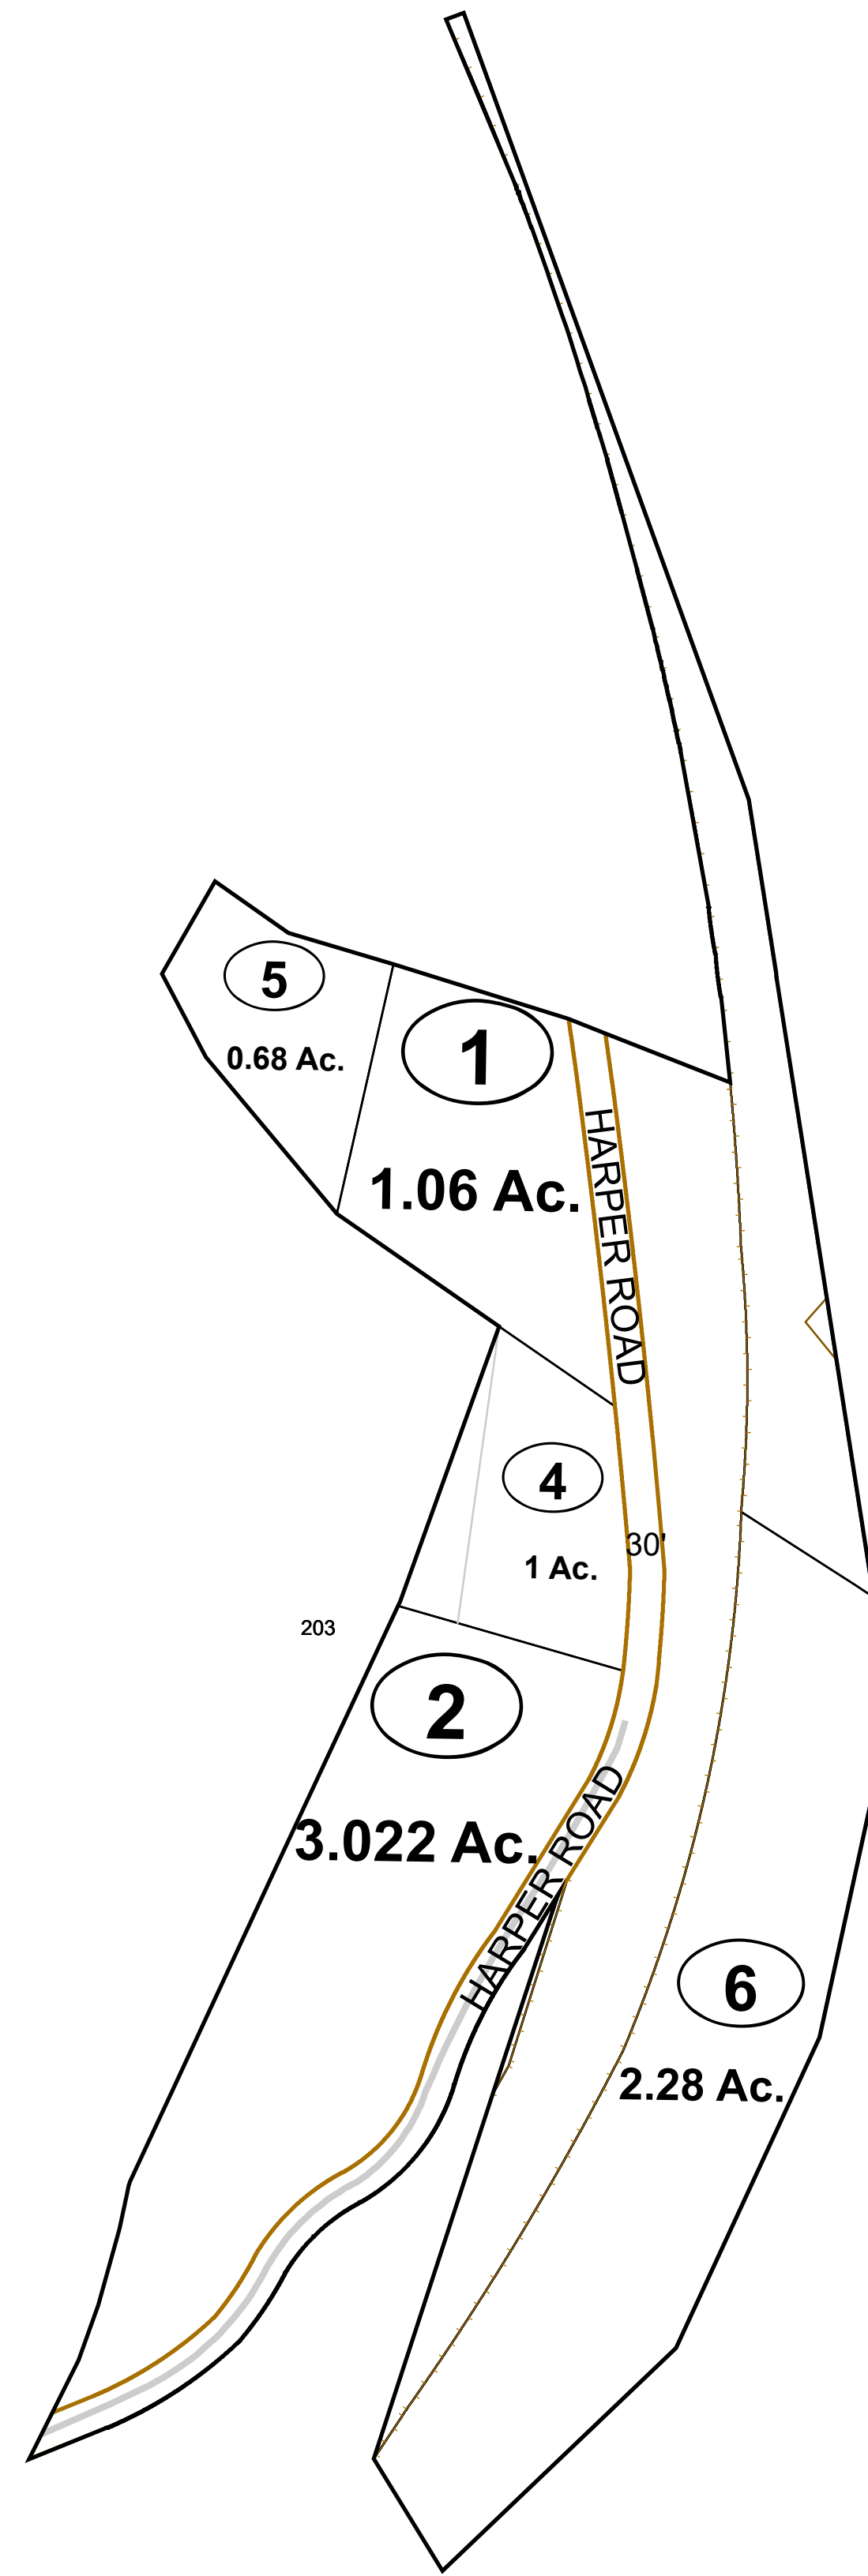 5
0.68 Ac.
1
1.06 Ac.
HARPER ROAD
4
1 Ac.
30'
203
2
3.022 Ac.
HARPER ROAD
6
2.28 Ac.